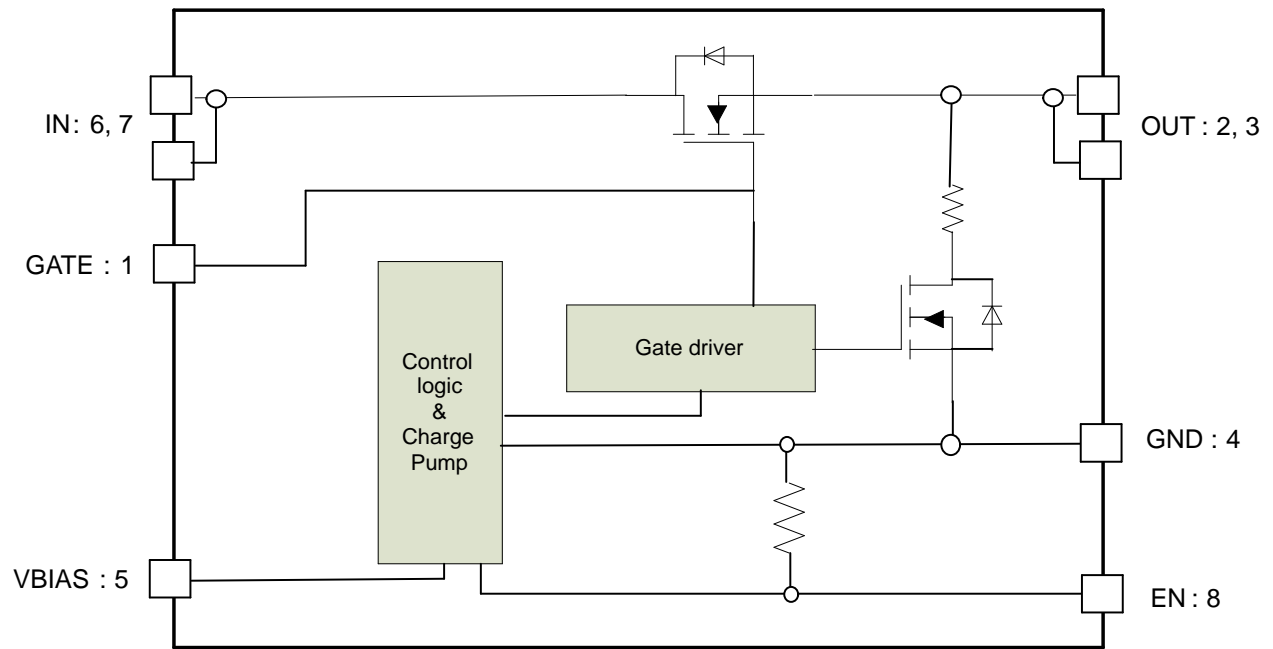 IN: 6, 7
OUT : 2, 3
GATE : 1
Gate driver
Control
logic
&
Charge
Pump
GND : 4
VBIAS : 5
EN : 8